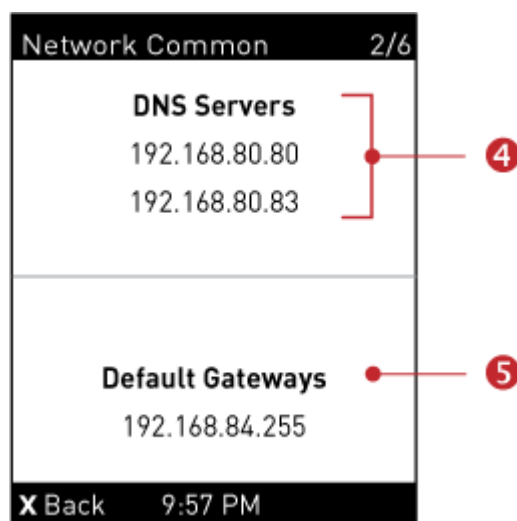 Network Common 2/6
DNS Servers
192.168.80.80
192.168.80.83
4
Default Gateways
192.168.84.255
5
X Back 9:57 PM